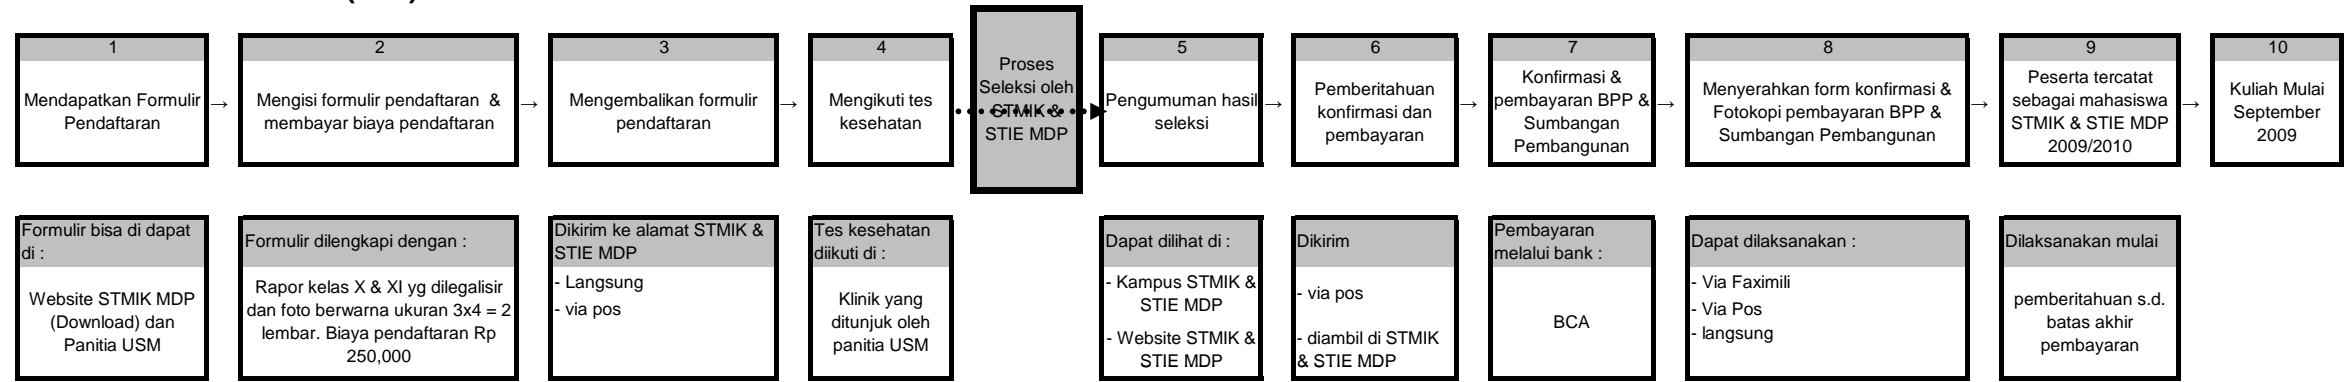 1
Mendapatkan Formulir
Pendaftaran
→
2
Mengisi formulir pendaftaran & 
membayar biaya pendaftaran
→
3
Mengembalikan formulir
pendaftaran
→
4
Mengikuti tes
kesehatan
Proses
Seleksi oleh
STMIK &
STIE MDP
5
Pengumuman hasil
seleksi
→
6
Pemberitahuan
konfirmasi dan
pembayaran
→
7
Konfirmasi &
pembayaran BPP &
Sumbangan
Pembangunan
→
8
Menyerahkan form konfirmasi &
Fotokopi pembayaran BPP &
Sumbangan Pembangunan
→
9
Peserta tercatat
sebagai mahasiswa
STMIK & STIE MDP
2009/2010
→
10
Kuliah Mulai
September
2009
Formulir bisa di dapat
di :
Website STMIK MDP
(Download) dan
Panitia USM
Formulir dilengkapi dengan :
Rapor kelas X & XI yg dilegalisir
dan foto berwarna ukuran 3x4 = 2
lembar. Biaya pendaftaran Rp
250,000
Dikirim ke alamat STMIK &
STIE MDP
- Langsung
- via pos
Tes kesehatan
diikuti di :
Klinik yang
ditunjuk oleh
panitia USM
Dapat dilihat di :
- Kampus STMIK &
STIE MDP
- Website STMIK &
STIE MDP
Dikirim
- via pos
- diambil di STMIK
& STIE MDP
Pembayaran
melalui bank :
BCA
Dapat dilaksanakan :
- Via Faximili
- Via Pos
- langsung
Dilaksanakan mulai
pemberitahuan s.d.
batas akhir
pembayaran